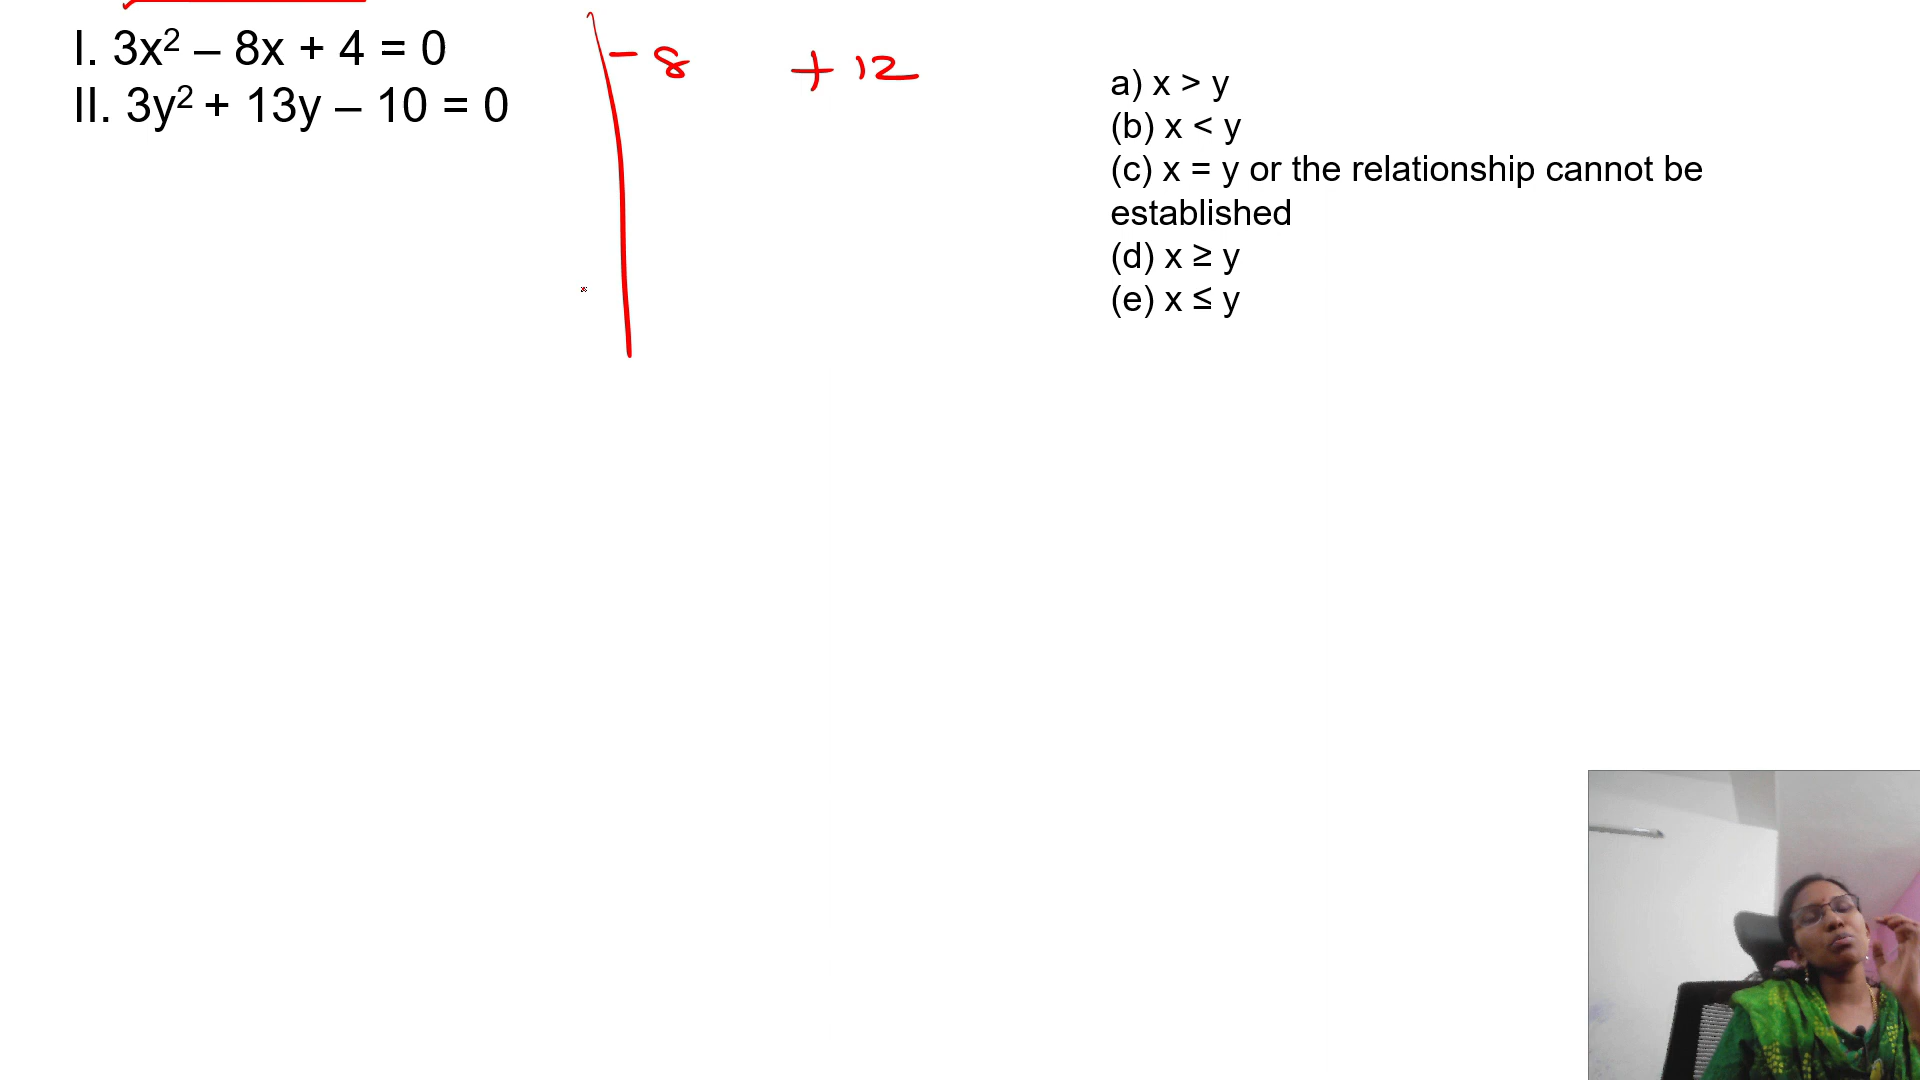 I. 3x² – 8x + 4 = 0
II. 3y² + 13y – 10 = 0
– 8 + 12
a) x > y
(b) x < y
(c) x = y or the relationship cannot be
established
(d) x ≥ y
(e) x ≤ y